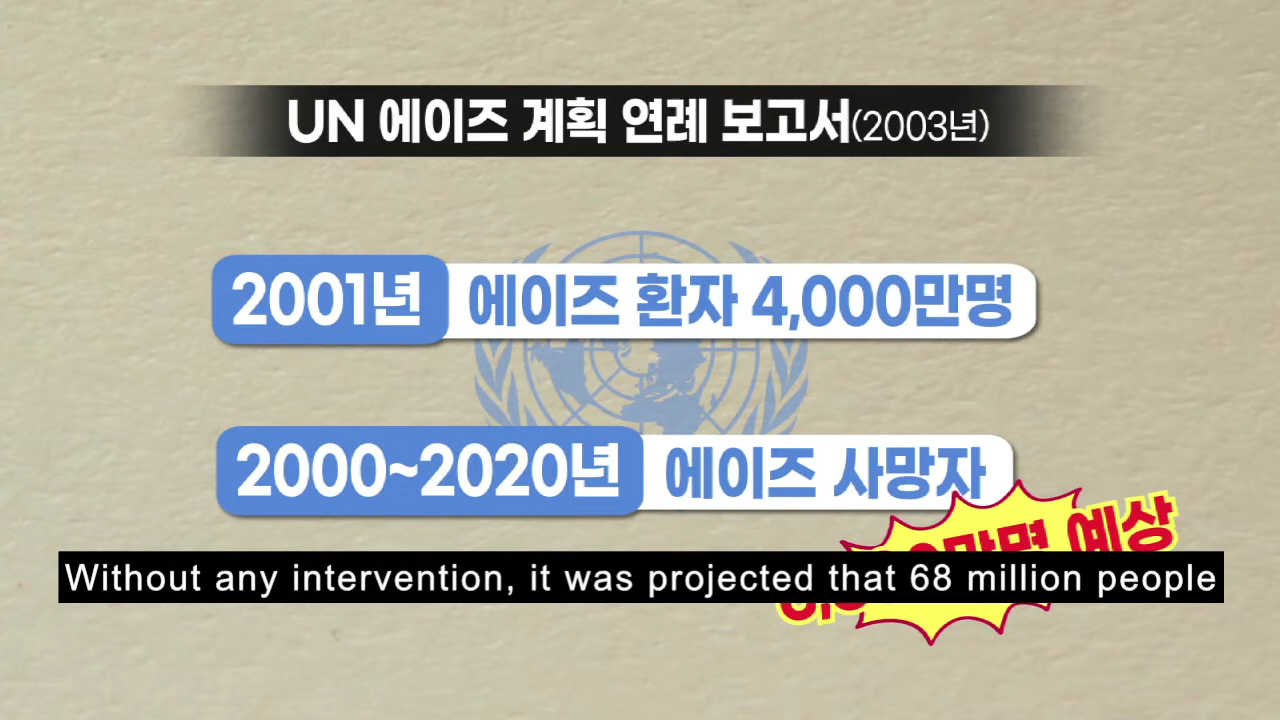 UN 에이즈 계획 연례 보고서(2003년)
2001년 에이즈 환자 4,000만명
2000~2020년 에이즈 사망자
예상
Without any intervention, it was projected that 68 million people